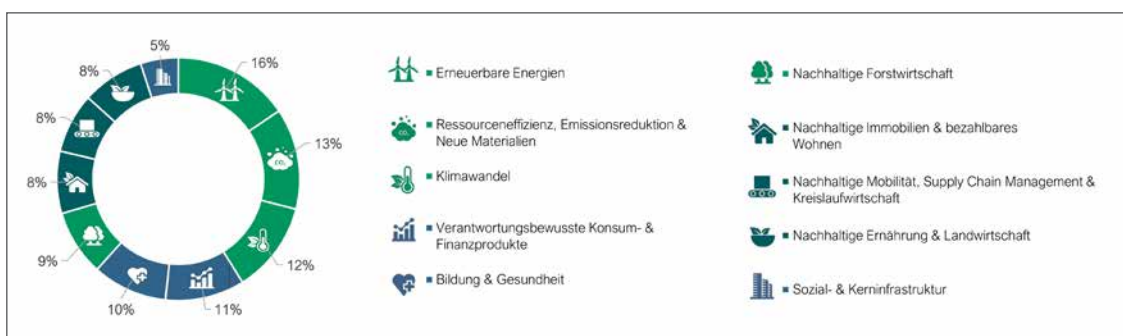 5%
16%
8%
8%
13%
8%
9%
12%
10%
11%
CO₂
Erneuerbare Energien
CO₂
Ressourceneffizienz, Emissionsreduktion &
Neue Materialien
Klimawandel
Verantwortungsbewusste Konsum- &
Finanzprodukte
Bildung & Gesundheit
Nachhaltige Forstwirtschaft
Nachhaltige Immobilien & bezahlbares
Wohnen
Nachhaltige Mobilität, Supply Chain Management &
Kreislaufwirtschaft
Nachhaltige Ernährung & Landwirtschaft
Sozial- & Kerninfrastruktur